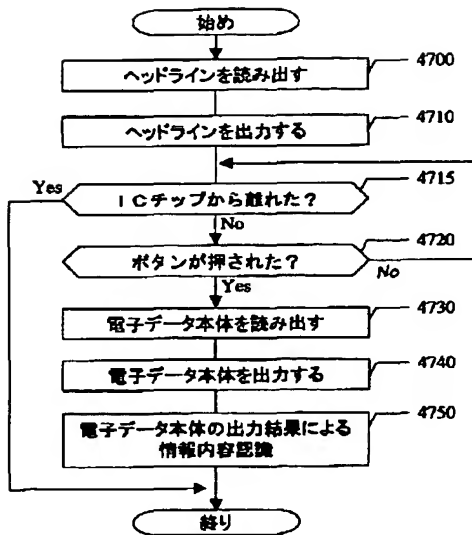 始め
ヘッドラインを読み出す
4700
ヘッドラインを出力する
4710
Yes
ICチップから離れた?
4715
No
ボタンが押された?
4720
No
Yes
電子データ本体を読み出す
4730
電子データ本体を出力する
4740
電子データ本体の出力結果による
情報内容認識
4750
終り